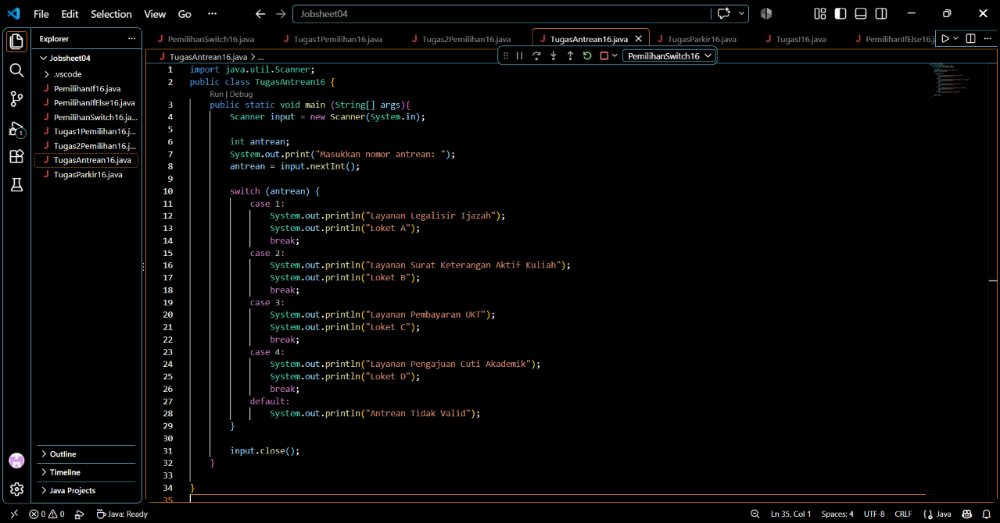 File Edit Selection View Go ··· Jobsheet04
Explorer ···
Jobsheet04
.vscode
PemilihanIf16.java
PemilihanIfElse16.java
PemilihanSwitch16.ja...
Tugas1Pemilihan16.j...
Tugas2Pemilihan16.j...
TugasAntrean16.java
TugasParkir16.java
1
Outline
Timeline
Java Projects
PemilihanSwitch16.java Tugas1Pemilihan16.java Tugas2Pemilihan16.java TugasAntrean16.java TugasParkir16.java TugasI16.java PemilihanIfElse16.j
TugasAntrean16.java > ...
PemilihanSwitch16
1 import java.util.Scanner;
2 public class TugasAntrean16 {
Run | Debug
3 public static void main (String[] args){
4 Scanner input = new Scanner(System.in);
5
6 int antrean;
7 System.out.print("Masukkan nomor antrean: ");
8 antrean = input.nextInt();
9
10 switch (antrean) {
11 case 1:
12 System.out.println("Layanan Legalisir Ijazah");
13 System.out.println("Loket A");
14 break;
15 case 2:
16 System.out.println("Layanan Surat Keterangan Aktif Kuliah");
17 System.out.println("Loket B");
18 break;
19 case 3:
20 System.out.println("Layanan Pembayaran UKT");
21 System.out.println("Loket C");
22 break;
23 case 4:
24 System.out.println("Layanan Pengajuan Cuti Akademik");
25 System.out.println("Loket D");
26 break;
27 default:
28 System.out.println("Antrean Tidak Valid");
29 }
30
31 input.close();
32 }
33
34 }
35
0 0 Java: Ready Ln 35, Col 1 Spaces: 4 UTF-8 CRLF {} Java